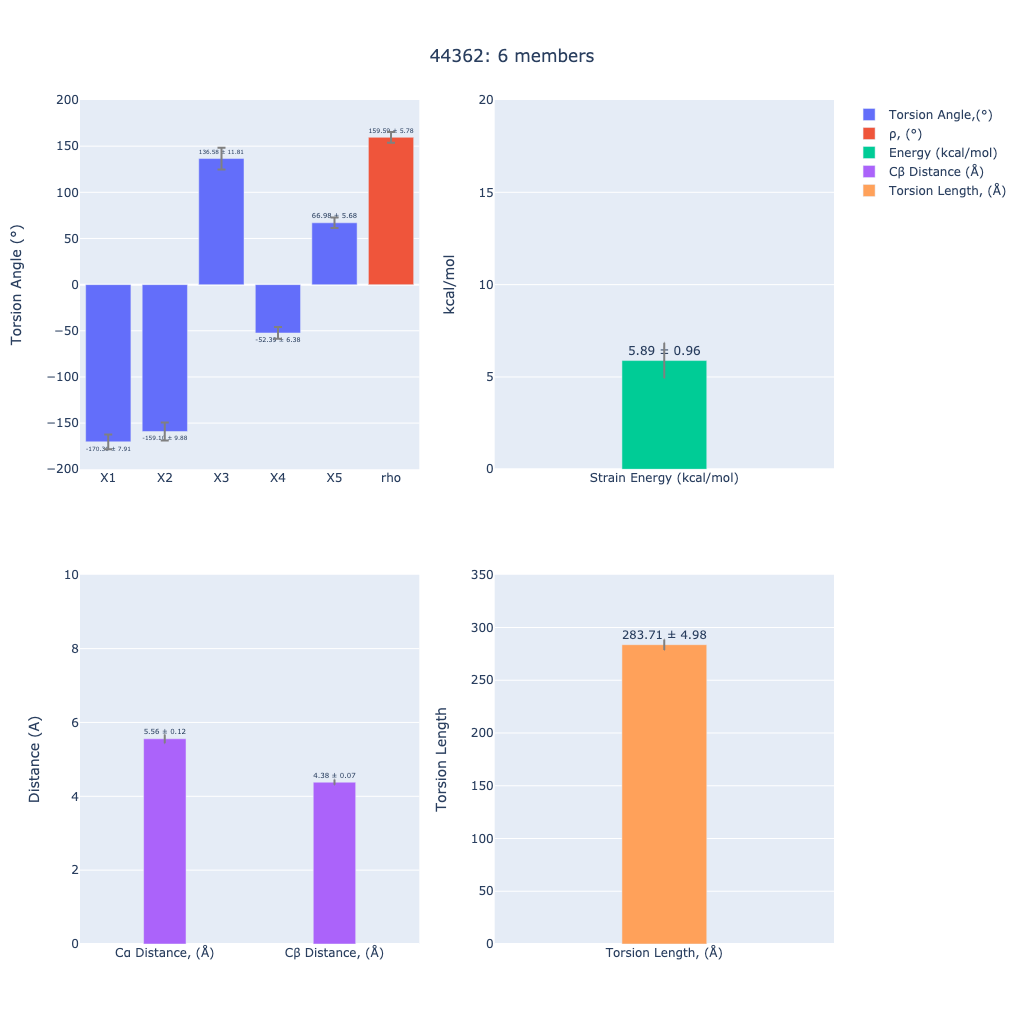 44362: 6 members
Torsion Angle (°)
200
150
100
50
0
−50
−100
−150
−200
136.58 ± 11.81
159.59 ± 5.78
66.98 ± 5.68
-52.39 ± 6.38
± 7.91
-159.10 ± 9.88
X1 X2 X3 X4 X5 rho
kcal/mol
20
15
10
5
0
5.89 ± 0.96
Strain Energy (kcal/mol)
Torsion Angle,(°)
ρ, (°)
Energy (kcal/mol)
Cβ Distance (Å)
Torsion Length, (Å)
Distance (A)
10
8
6
4
2
0
5.56 ± 0.12
4.38 ± 0.07
Cα Distance, (Å) Cβ Distance, (Å)
Torsion Length
350
300
250
200
150
100
50
0
283.71 ± 4.98
Torsion Length, (Å)